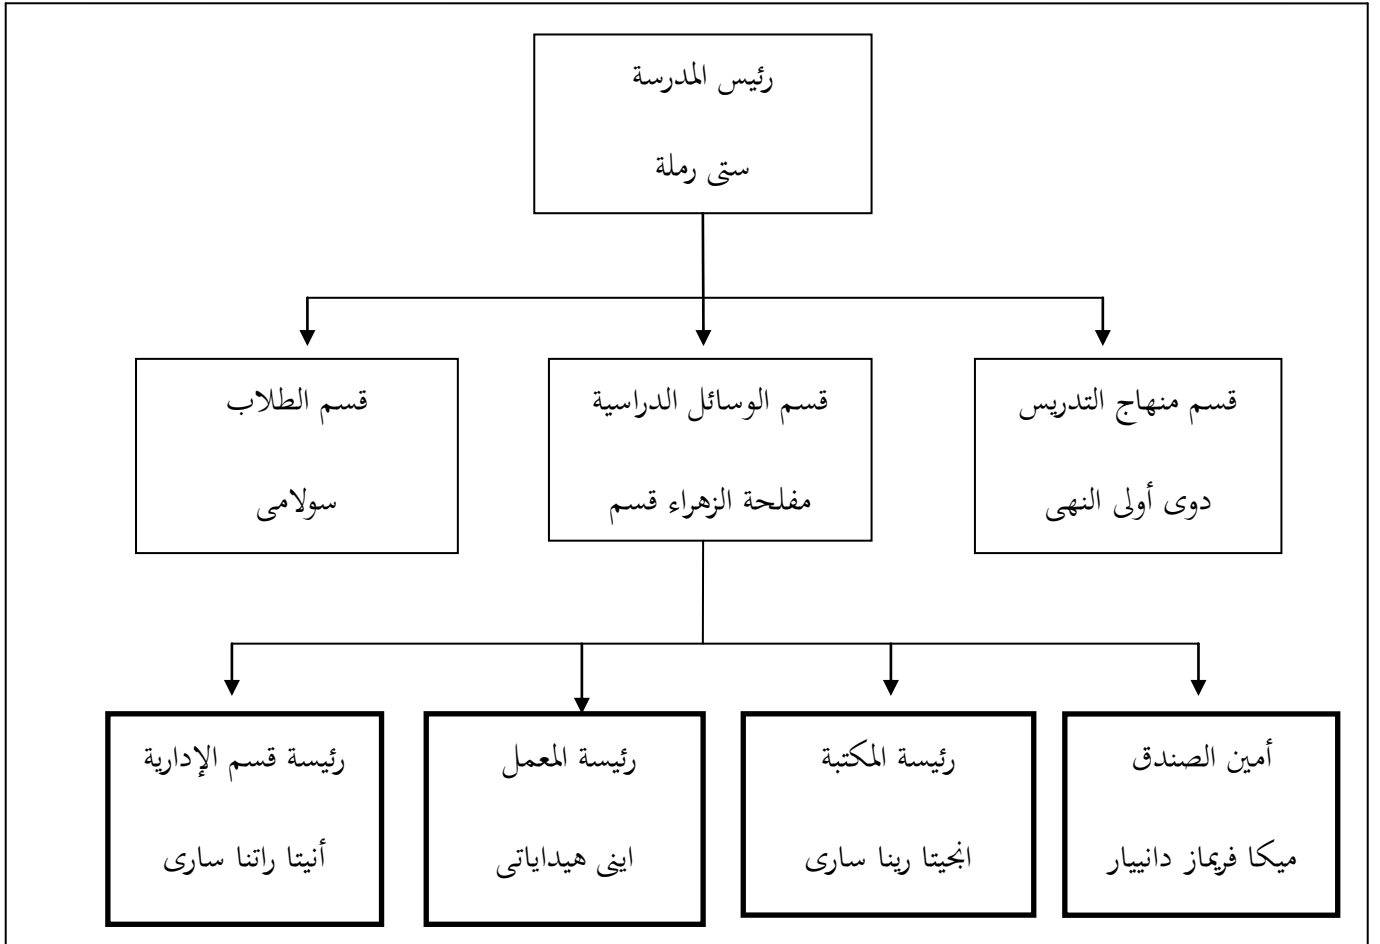 رئيس المدرسة
ستى رملة
قسم منهاج التدريس
دوى أولى النهى
قسم الوسائل الدراسية
مفلحة الزهراء قسم
قسم الطلاب
سولامى
أمين الصندق
ميكا فريماز دانييار
رئيسة المكتبة
انجيتا رينا سارى
رئيسة المعمل
اينى هيداياتى
رئيسة قسم الإدارية
أنيتا راتنا سارى